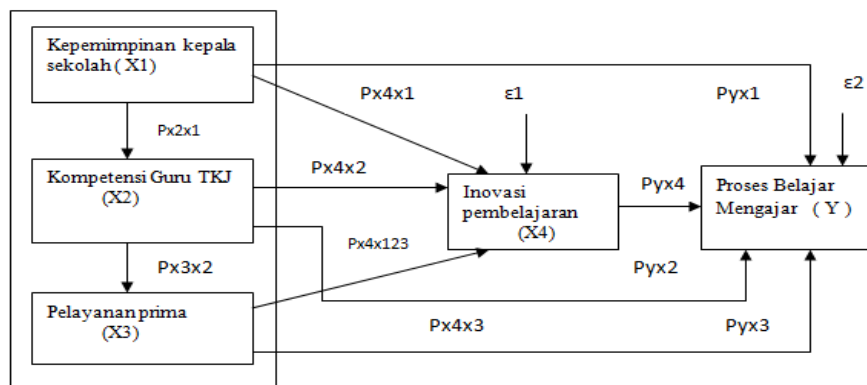 Kepemimpinan kepala
sekolah ( X1)
Px2x1
Kompetensi Guru TKJ
(X2)
Px3x2
Pelayanan prima
(X3)
Px4x1
Px4x2
Px4x123
Px4x3
ε1
Inovasi
pembelajaran
(X4)
Pyx1
Pyx4
Pyx2
Pyx3
ε2
Proses Belajar
Mengajar ( Y )